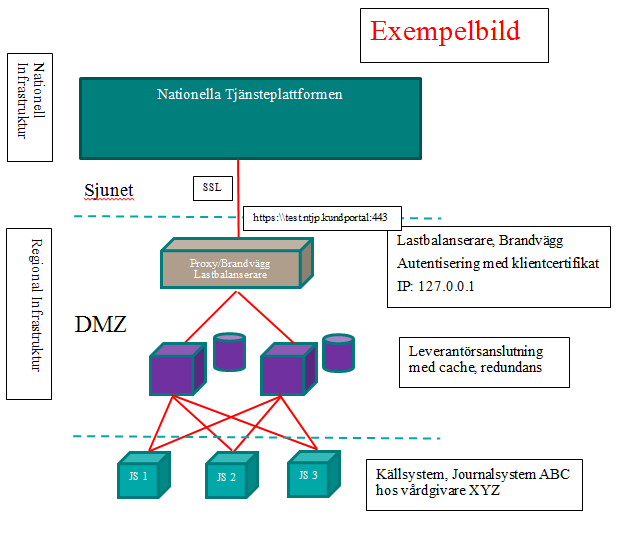 Exempelbild
Nationell
Infrastruktur
Nationella Tjänsteplattformen
Sjunet
SSL
https:\\test.ntjp.kundportal:443
Regional Infrastruktur
Proxy/Brandvägg
Lastbalanserare
Lastbalanserare, Brandvägg
Autentisering med klientcertifikat
IP: 127.0.0.1
DMZ
Leverantörsanslutning
med cache, redundans
JS 1
JS 2
JS 3
Källsystem, Journalsystem ABC
hos vårdgivare XYZ